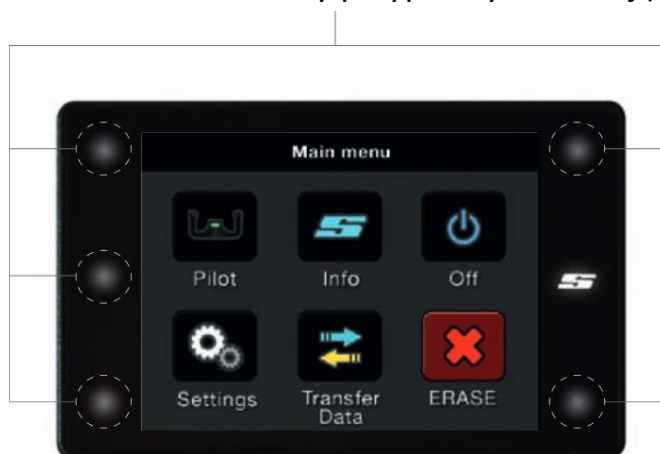 Main menu
Pilot
Info
Off
Settings
Transfer
Data
ERASE